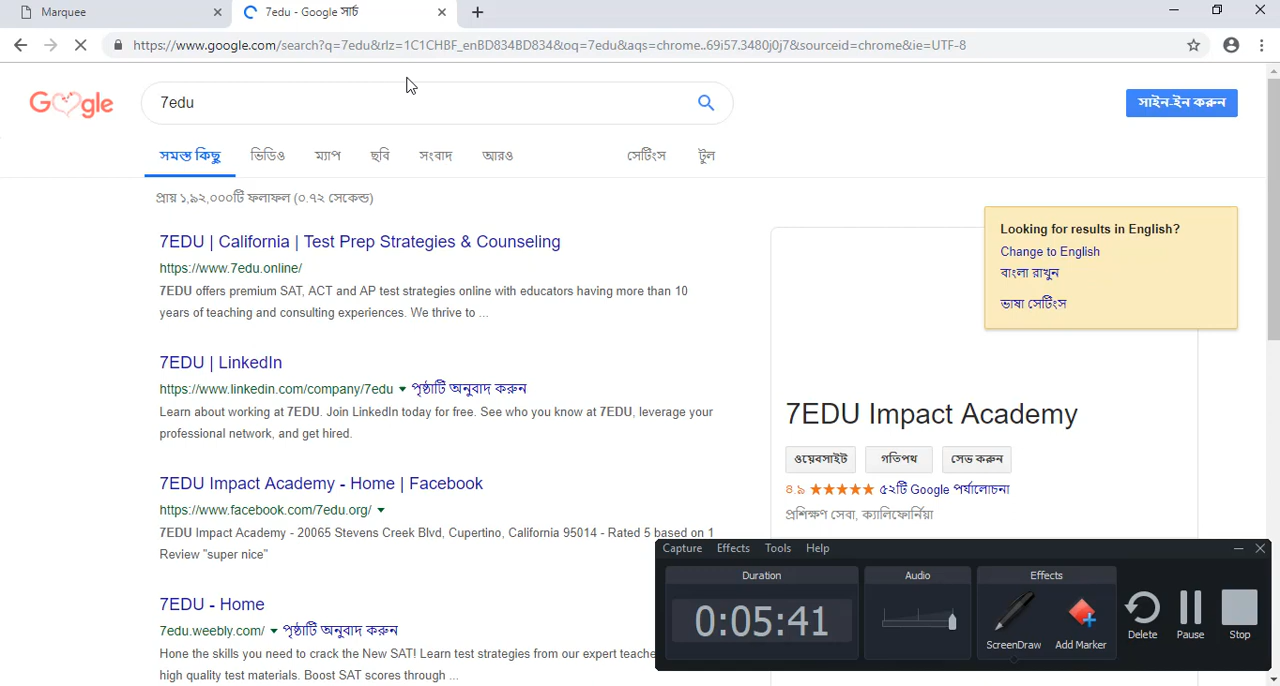 Marquee
7edu - Google সার্চ
https://www.google.com/search?q=7edu&rlz=1C1CHBF_enBD834BD834&oq=7edu&aqs=chrome..69i57.3480j0j7&sourceid=chrome&ie=UTF-8
Google
7edu
সাইন-ইন করুন
সমস্ত কিছু
ভিডিও
ম্যাপ
ছবি
সংবাদ
আরও
সেটিংস
টুল
প্রায় ১,৯২,০০০টি ফলাফল (০.৭২ সেকেন্ড)
7EDU | California | Test Prep Strategies & Counseling
https://www.7edu.online/
7EDU offers premium SAT, ACT and AP test strategies online with educators having more than 10
years of teaching and consulting experiences. We thrive to ...
7EDU | LinkedIn
https://www.linkedin.com/company/7edu ▼ পৃষ্ঠাটি অনুবাদ করুন
Learn about working at 7EDU. Join LinkedIn today for free. See who you know at 7EDU, leverage your
professional network, and get hired.
7EDU Impact Academy - Home | Facebook
https://www.facebook.com/7edu.org/ ▼
7EDU Impact Academy - 20065 Stevens Creek Blvd, Cupertino, California 95014 - Rated 5 based on 1
Review "super nice"
7EDU - Home
7edu.weebly.com/ ▼ পৃষ্ঠাটি অনুবাদ করুন
Hone the skills you need to crack the New SAT! Learn test strategies from our expert teache
high quality test materials. Boost SAT scores through ...
Looking for results in English?
Change to English
বাংলা রাখুন
ভাষা সেটিংস
7EDU Impact Academy
ওয়েবসাইট
গতিপথ
সেভ করুন
৪.৯ ★★★★★ ৫২টি Google পর্যালোচনা
প্রশিক্ষণ সেবা, ক্যালিফোর্নিয়া
Capture Effects Tools Help
Duration
0:05:41
Audio
Effects
ScreenDraw
Add Marker
Delete
Pause
Stop